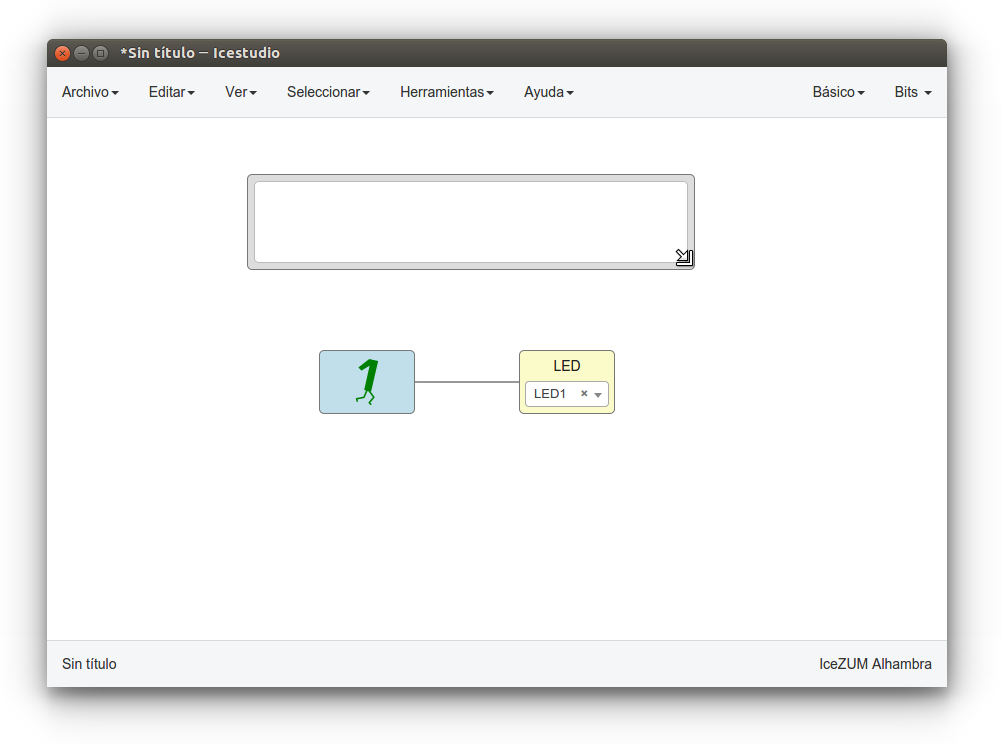 *Sin título — Icestudio
Archivo Editar Ver Seleccionar Herramientas Ayuda Básico Bits
1
LED
LED1
Sin título IceZUM Alhambra